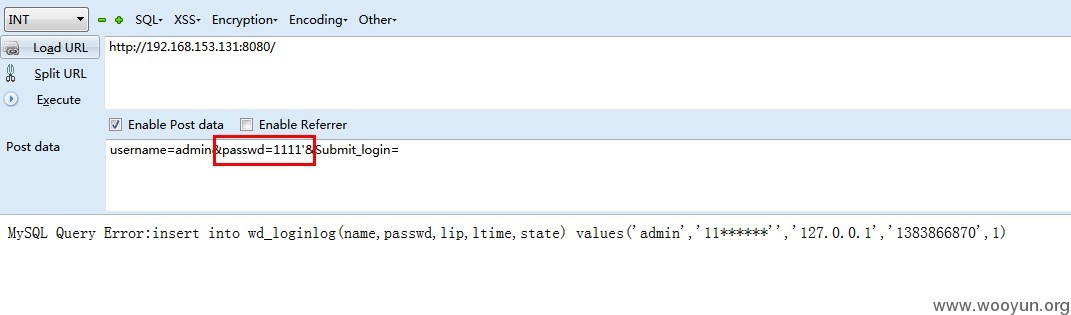 INT SQL▾ XSS▾ Encryption▾ Encoding▾ Other▾
Load URL http://192.168.153.131:8080/
Split URL
Execute
Enable Post data Enable Referrer
Post data username=admin&passwd=1111'&Submit_login=
MySQL Query Error:insert into wd_loginlog(name,passwd,lip,ltime,state) values('admin','11******'','127.0.0.1','1383866870',1)
www.wooyun.org